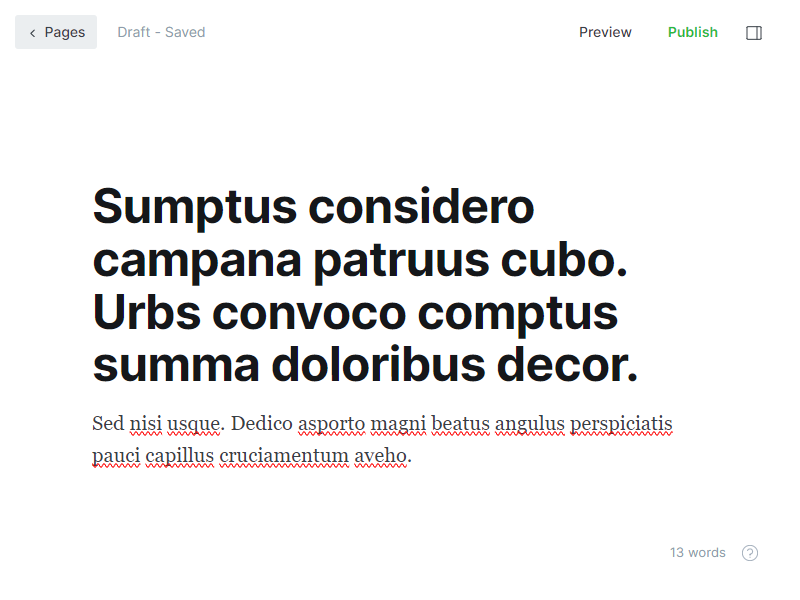 Pages
Draft - Saved
Preview
Publish
Sumptus considero
campana patruus cubo.
Urbs convoco comptus
summa doloribus decor.
Sed nisi usque. Dedico asporto magni beatus angulus perspiciatis
pauci capillus cruciamentum aveho.
13 words
?